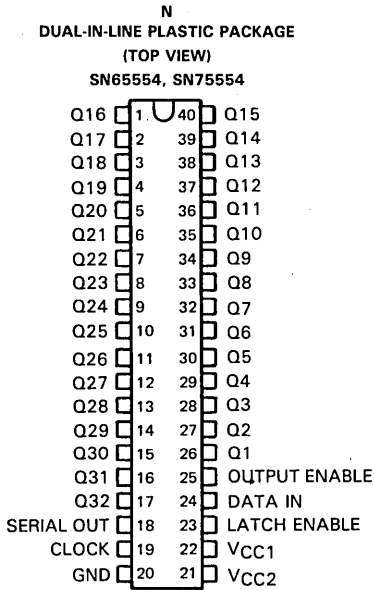 N
DUAL-IN-LINE PLASTIC PACKAGE
(TOP VIEW)
SN65554, SN75554
Q16 1 40 Q15
Q17 2 39 Q14
Q18 3 38 Q13
Q19 4 37 Q12
Q20 5 36 Q11
Q21 6 35 Q10
Q22 7 34 Q9
Q23 8 33 Q8
Q24 9 32 Q7
Q25 10 31 Q6
Q26 11 30 Q5
Q27 12 29 Q4
Q28 13 28 Q3
Q29 14 27 Q2
Q30 15 26 Q1
Q31 16 25 OUTPUT ENABLE
Q32 17 24 DATA IN
SERIAL OUT 18 23 LATCH ENABLE
CLOCK 19 22 VCC1
GND 20 21 VCC2